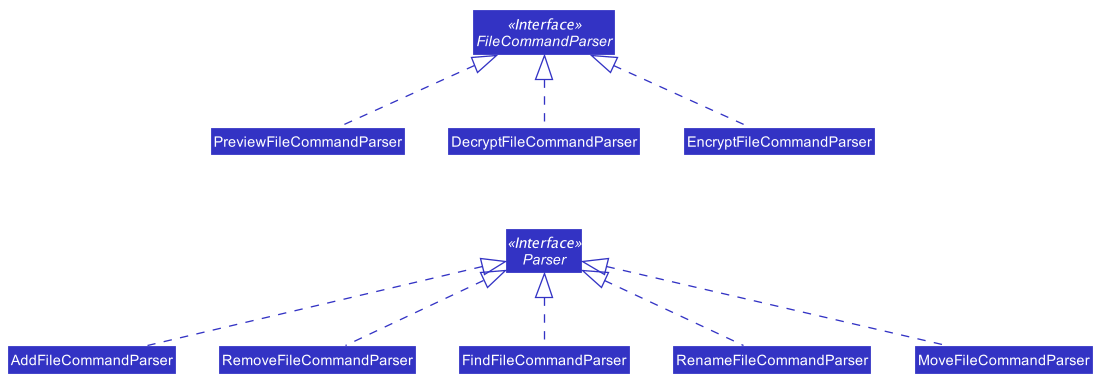 «Interface»
FileCommandParser
PreviewFileCommandParser
DecryptFileCommandParser
EncryptFileCommandParser
«Interface»
Parser
AddFileCommandParser
RemoveFileCommandParser
FindFileCommandParser
RenameFileCommandParser
MoveFileCommandParser